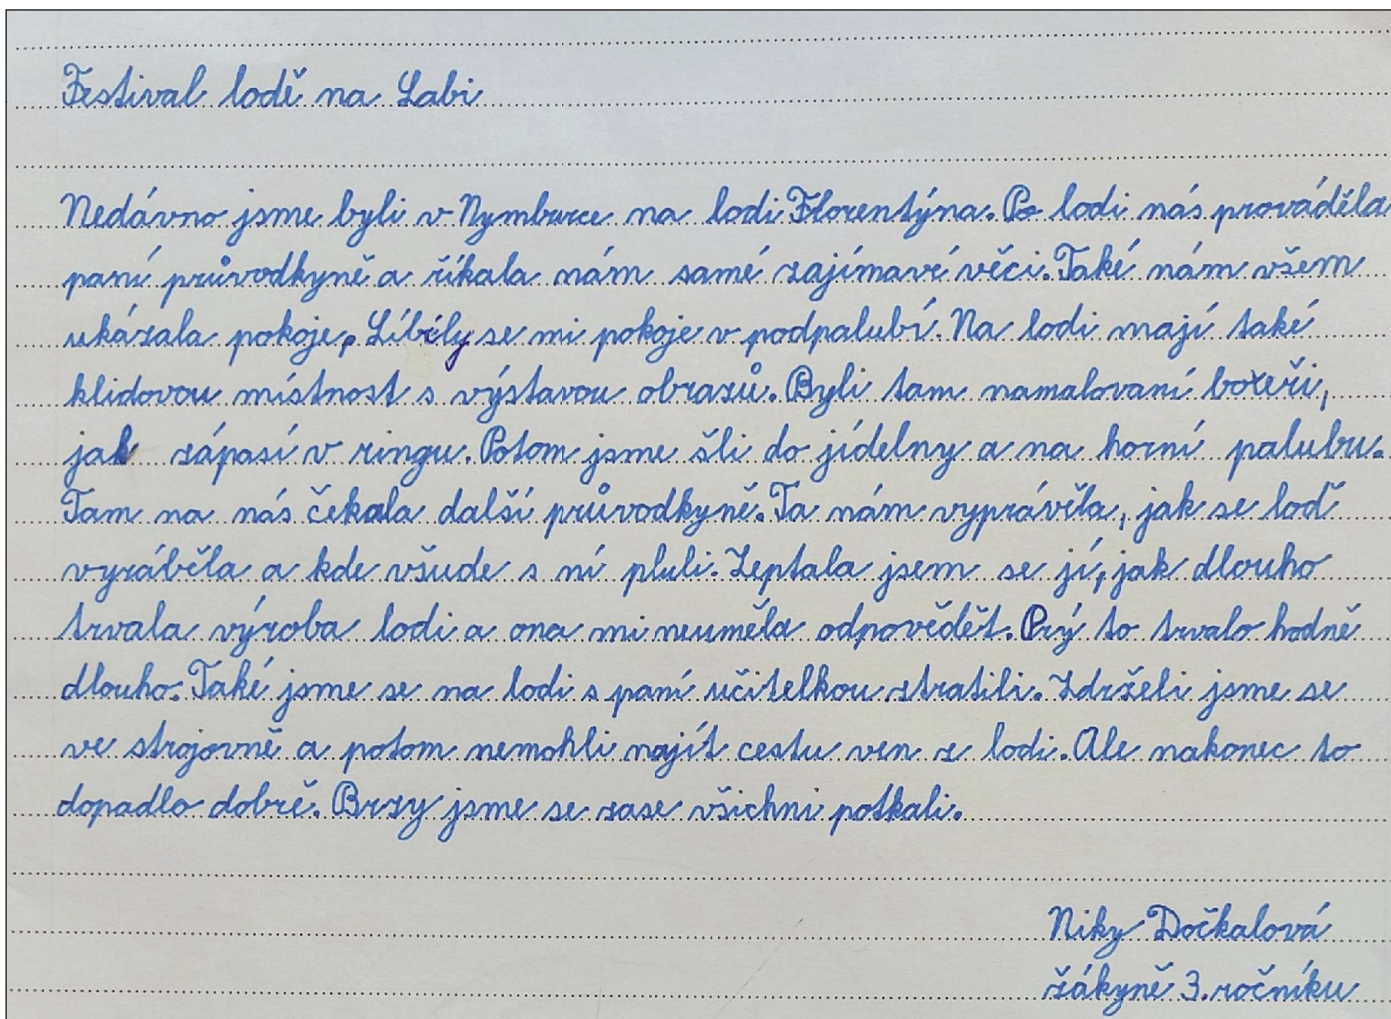 Festival lodě na Labi
Nedávno jsme byli v Nymburce na lodi Florentýna. Po lodi nás prováděla
paní průvodkyně a říkala nám samé zajímavé věci. Také nám všem
ukázala pokoje. Líbily se mi pokoje v podpalubí. Na lodi mají také
klidovou místnost s výstavou obrazů. Byli tam namalovaní boxeři,
jak zápasí v ringu. Potom jsme šli do jídelny a na horní palubu.
Tam na nás čekala další průvodkyně. Ta nám vyprávěla, jak se loď
vyráběla a kde všude s ní pluli. Zeptala jsem se jí, jak dlouho
trvala výroba lodi a ona mi neuměla odpovědět. Prý to trvalo hodně
dlouho. Také jsme se na lodi s paní učitelkou ztratili. Zdrželi jsme se
ve strojovně a potom nemohli najít cestu ven z lodi. Ale nakonec to
dopadlo dobře. Brzy jsme se zase všichni potkali.
Niky Dočkalová
žákyně 3. ročníku